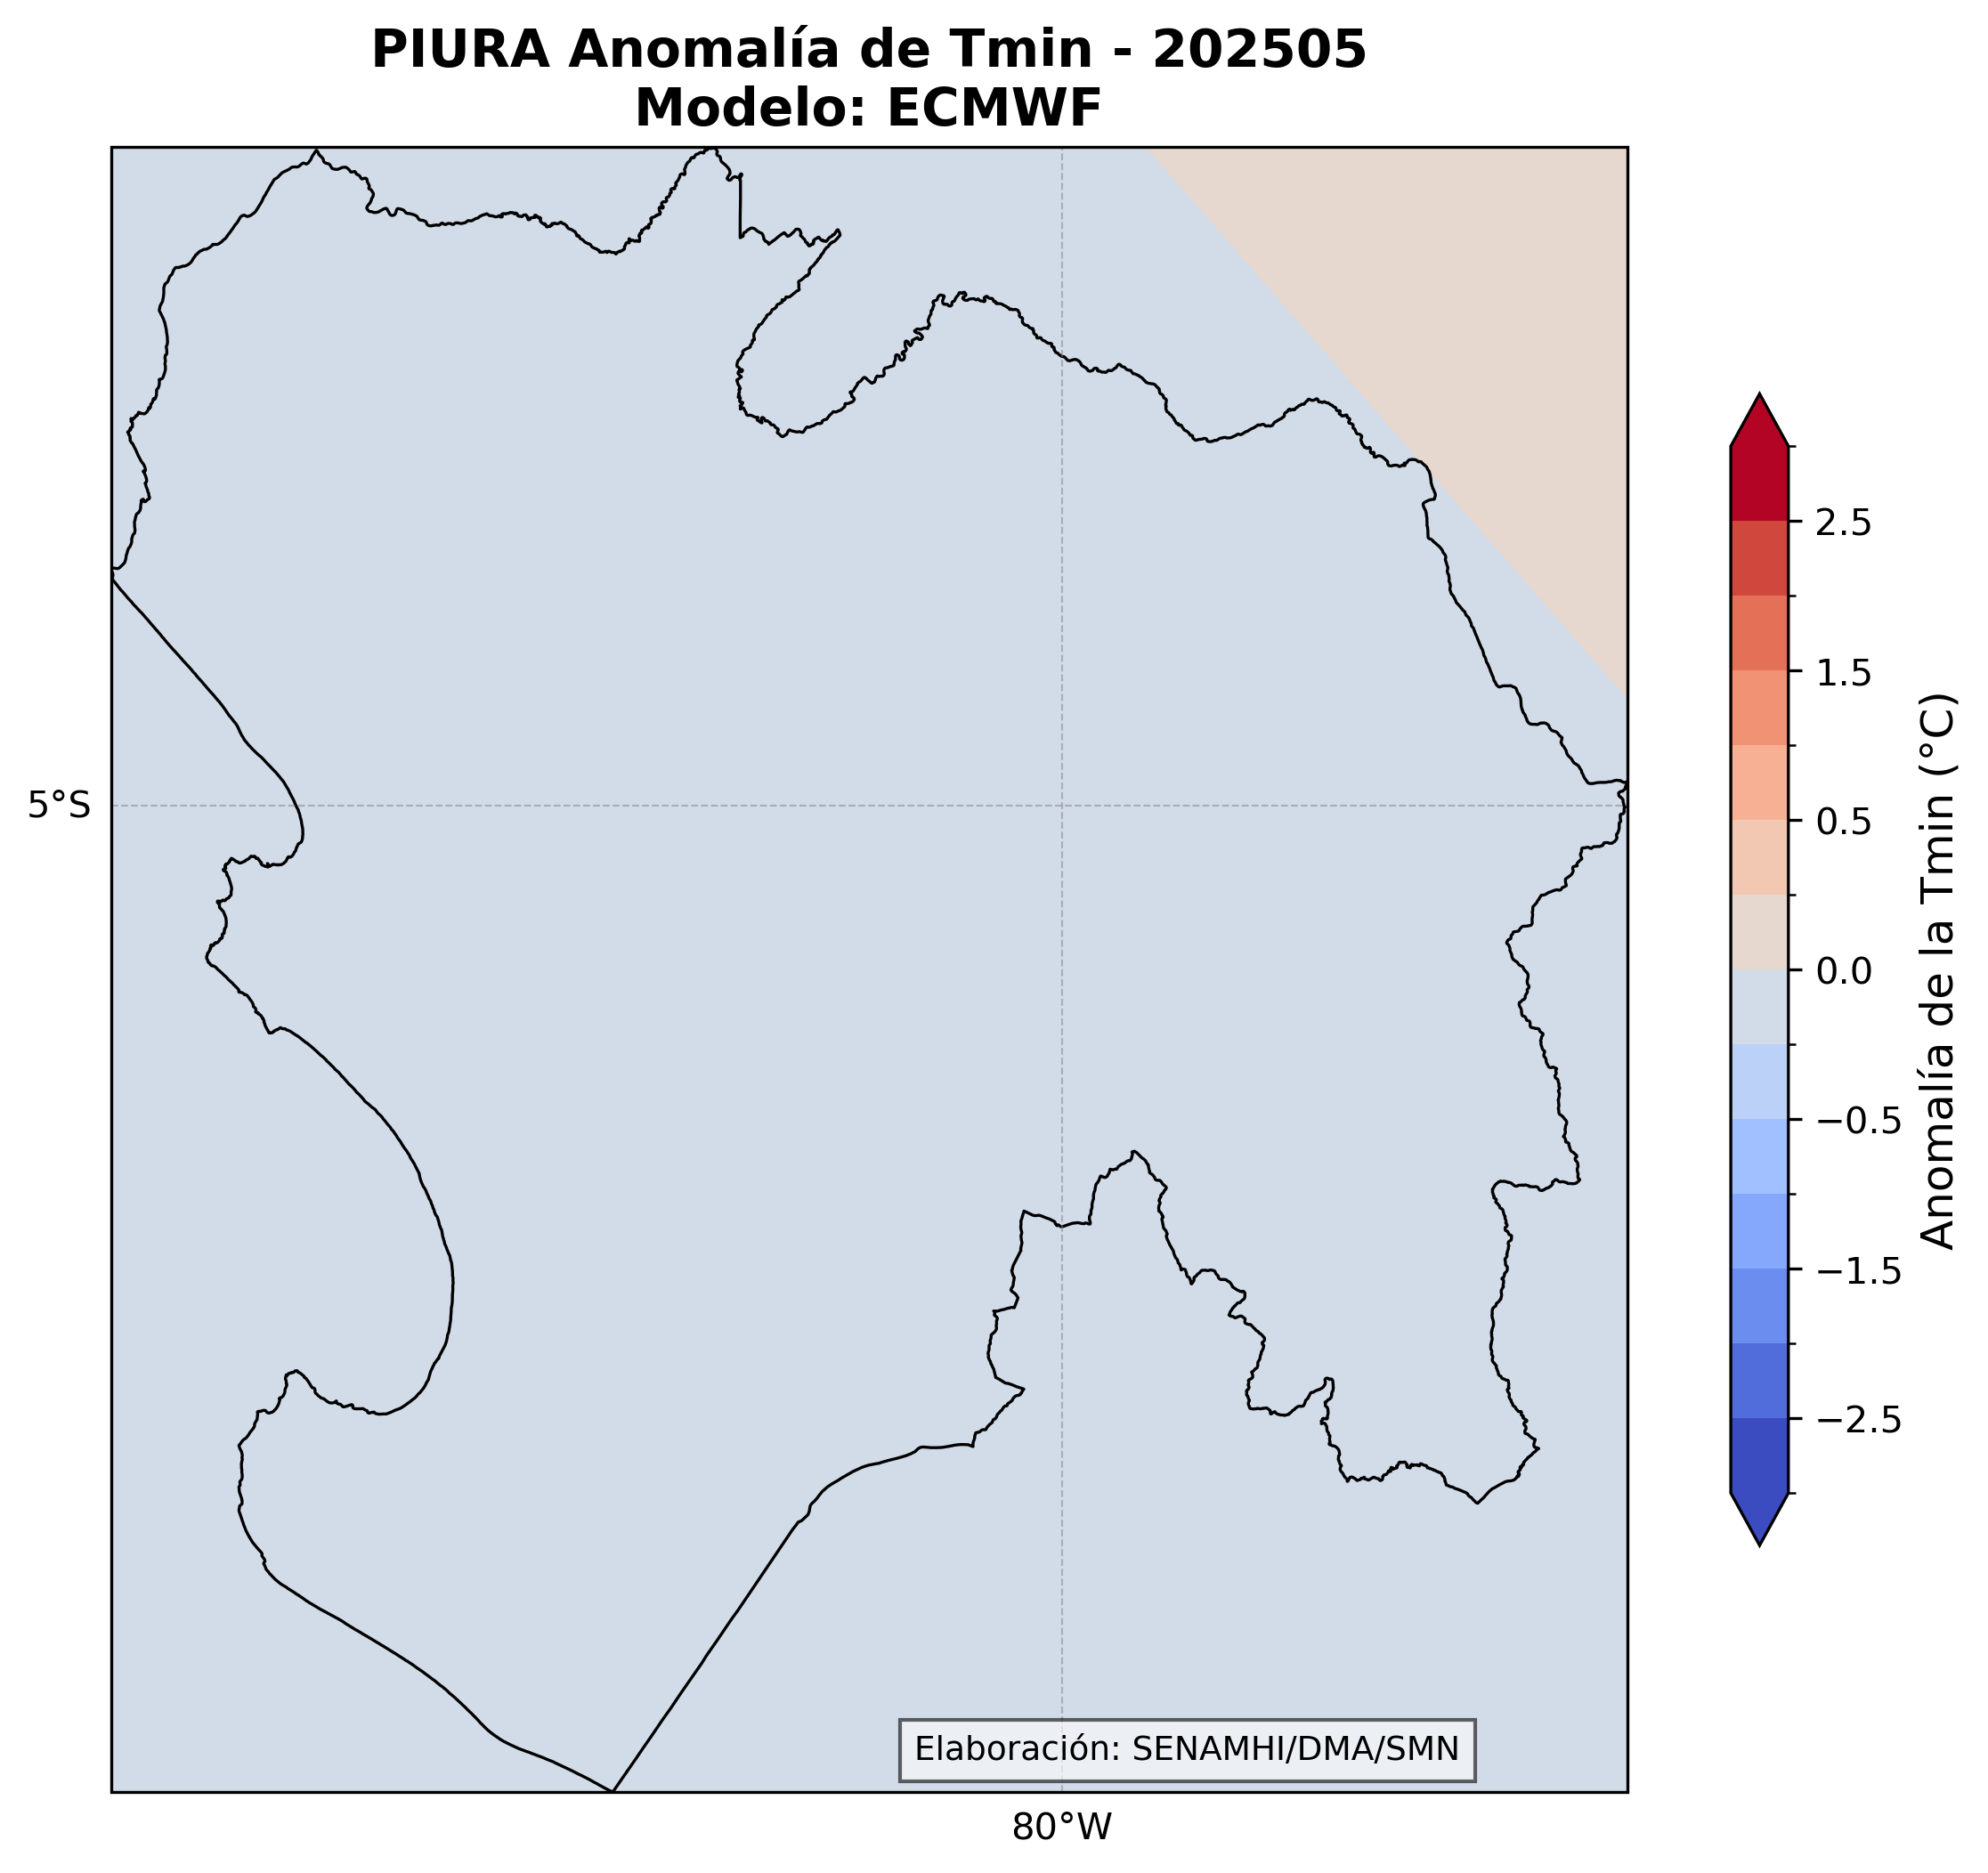 PIURA Anomalía de Tmin - 202505
Modelo: ECMWF
5°S
80°W
Elaboración: SENAMHI/DMA/SMN
2.5
1.5
0.5
0.0
−0.5
−1.5
−2.5
Anomalía de la Tmin (°C)